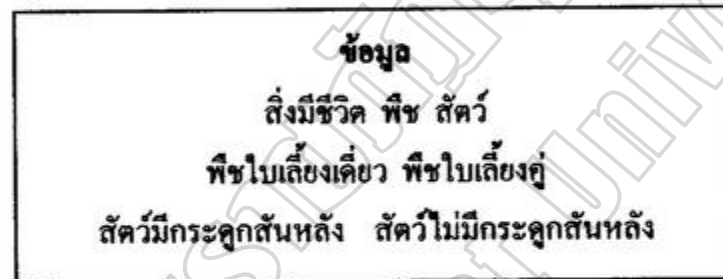 ข้อมูล
สิ่งมีชีวิต พืช สัตว์
พืชใบเลี้ยงเดี่ยว พืชใบเลี้ยงคู่
สัตว์มีกระดูกสันหลัง สัตว์ไม่มีกระดูกสันหลัง